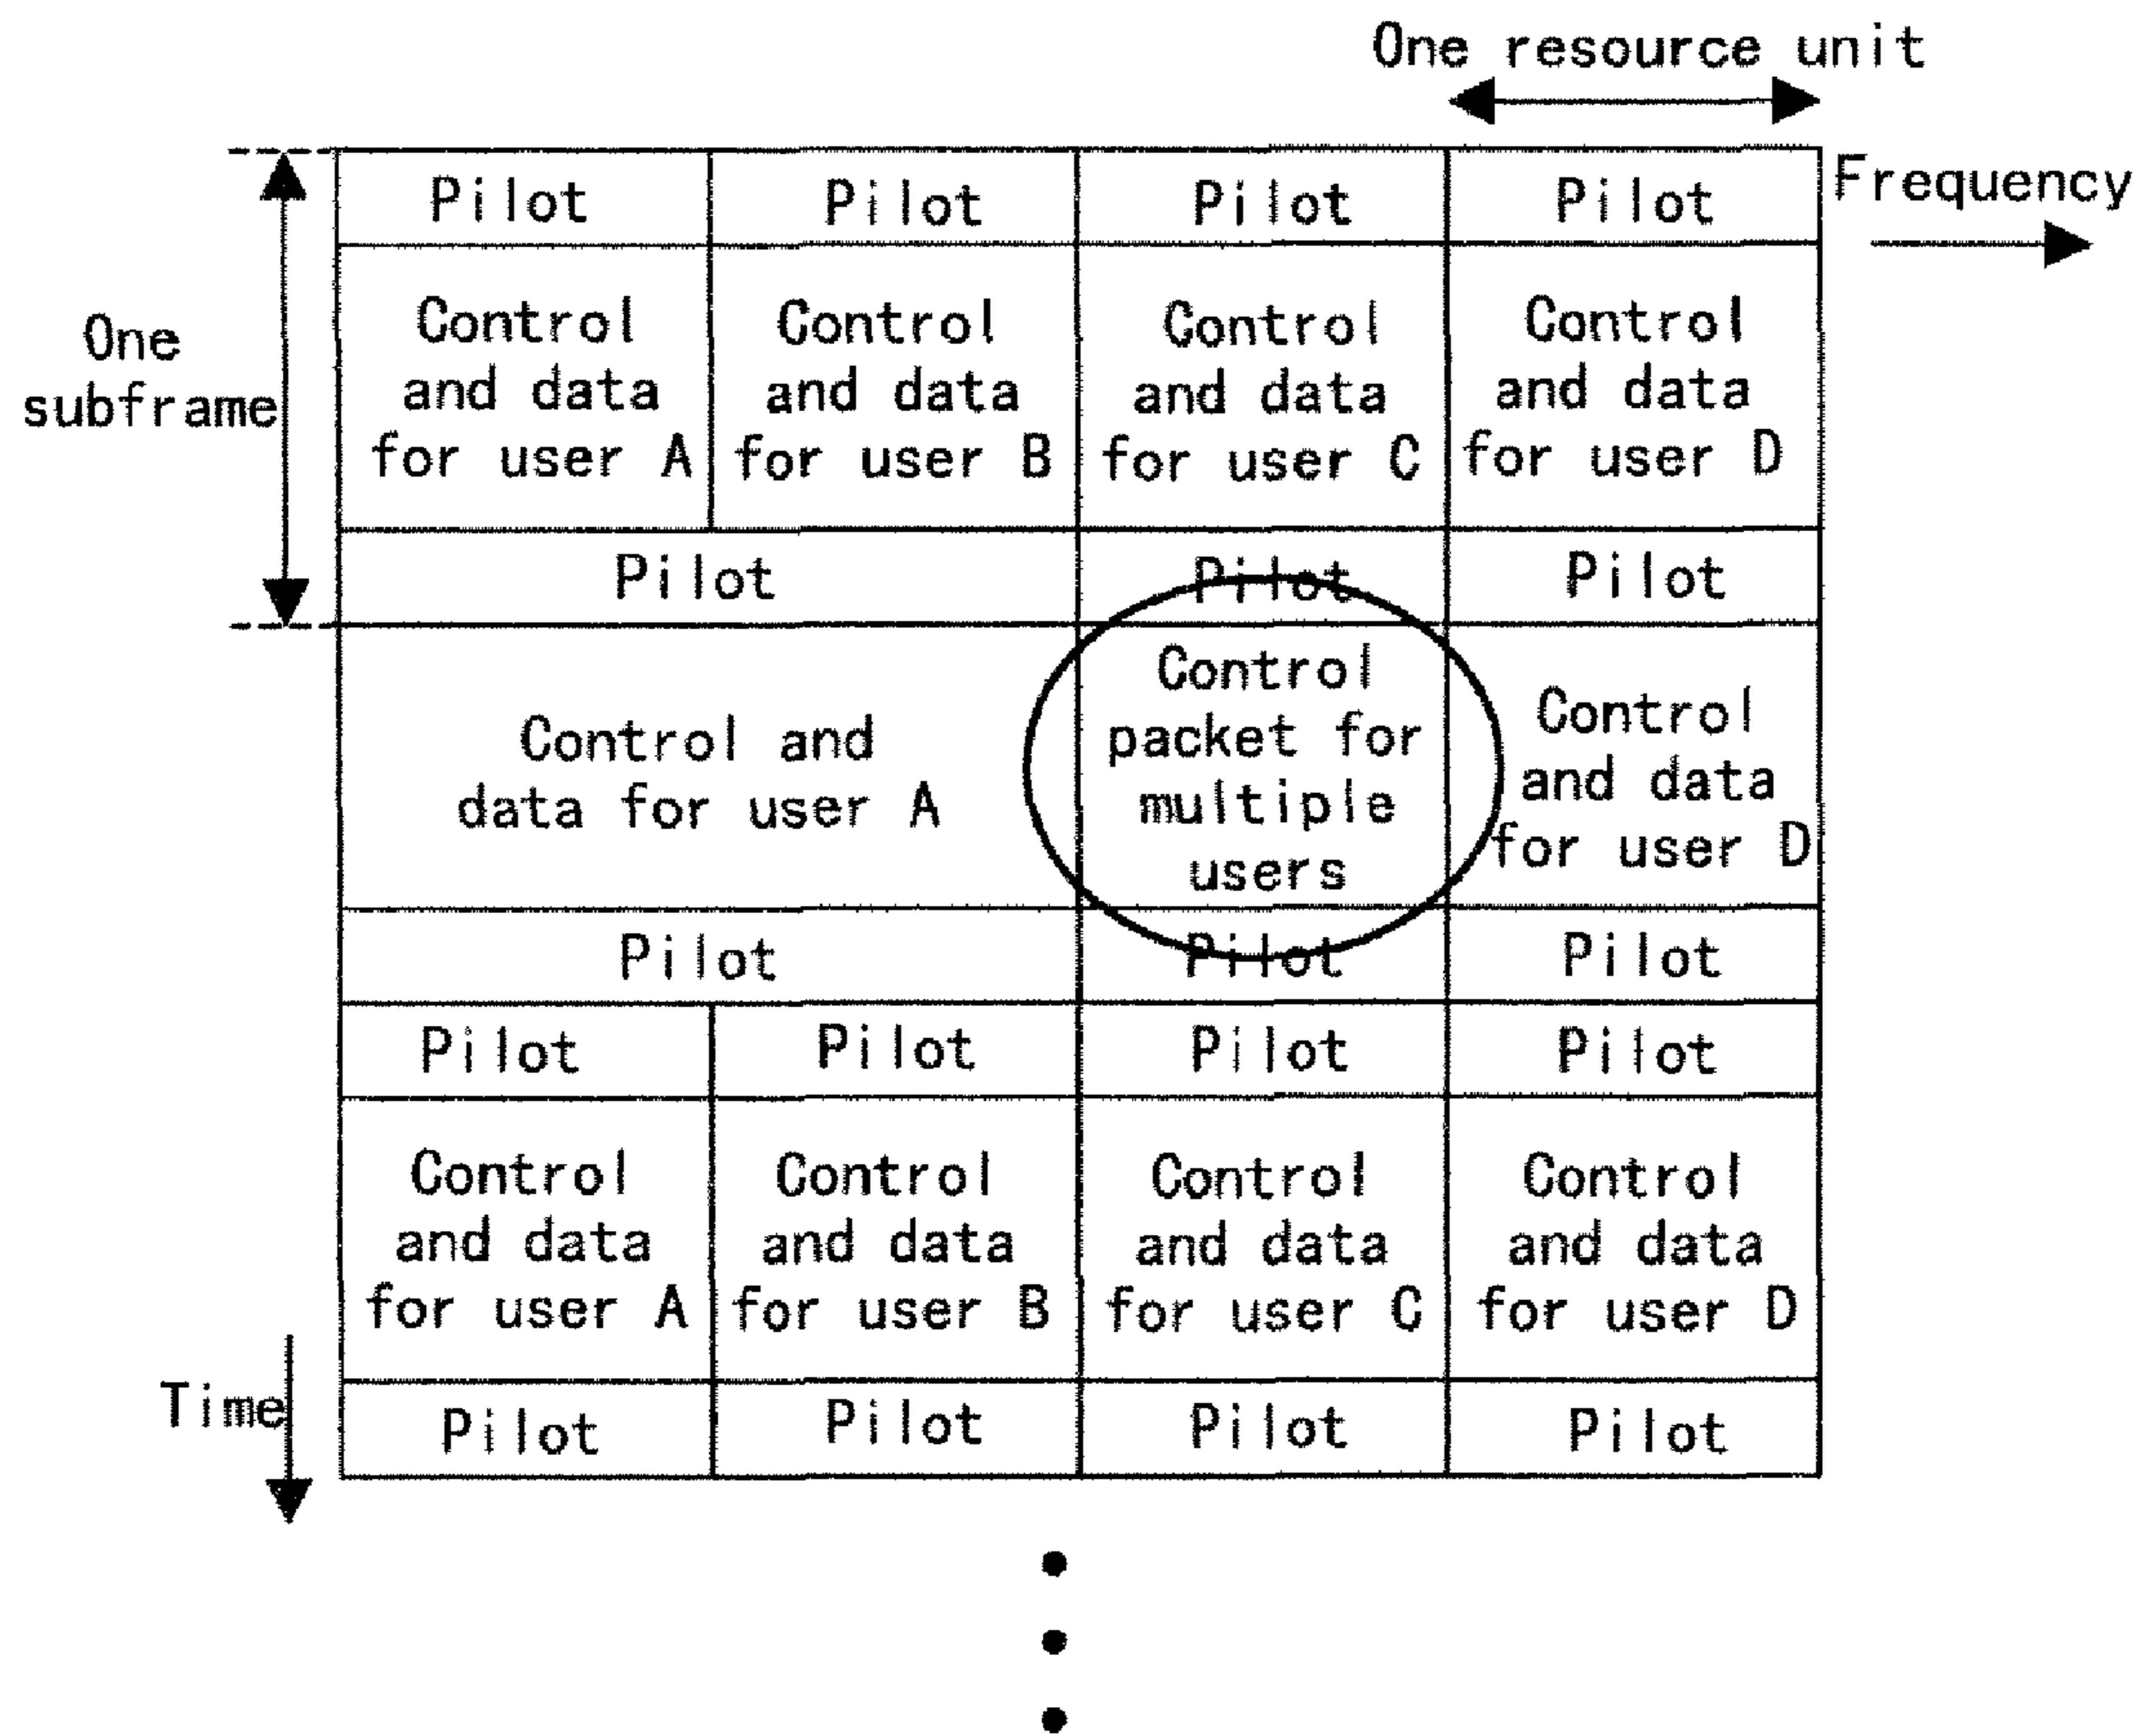 One resource unit
Frequency
Pilot Pilot Pilot Pilot
One
subframe
Control
and data
for user A
Control
and data
for user B
Control
and data
for user C
Control
and data
for user D
Pilot Pilot Pilot
Control and
data for user A
Control
packet for
multiple
users
Control
and data
for user D
Pilot Pilot Pilot
Pilot Pilot Pilot Pilot
Control
and data
for user A
Control
and data
for user B
Control
and data
for user C
Control
and data
for user D
Time
Pilot Pilot Pilot Pilot